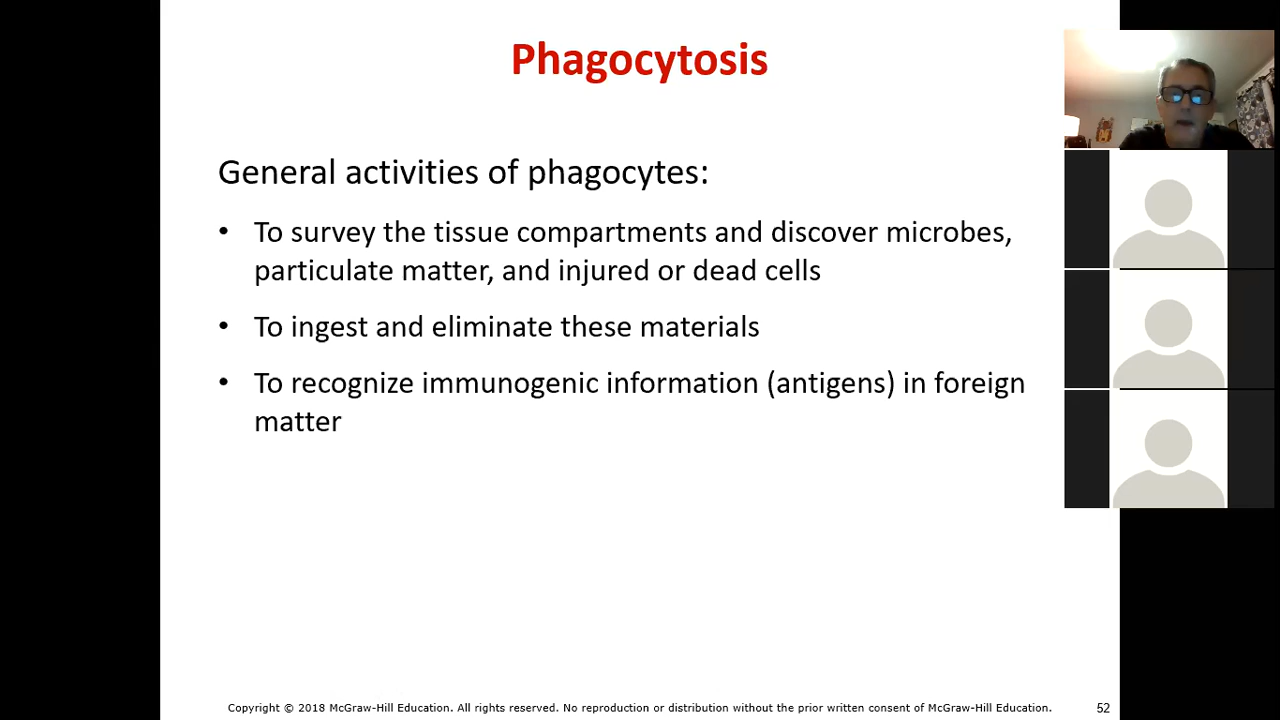 Phagocytosis
General activities of phagocytes:
• To survey the tissue compartments and discover microbes,
particulate matter, and injured or dead cells
• To ingest and eliminate these materials
• To recognize immunogenic information (antigens) in foreign
matter
Copyright © 2018 McGraw-Hill Education. All rights reserved. No reproduction or distribution without the prior written consent of McGraw-Hill Education.
52